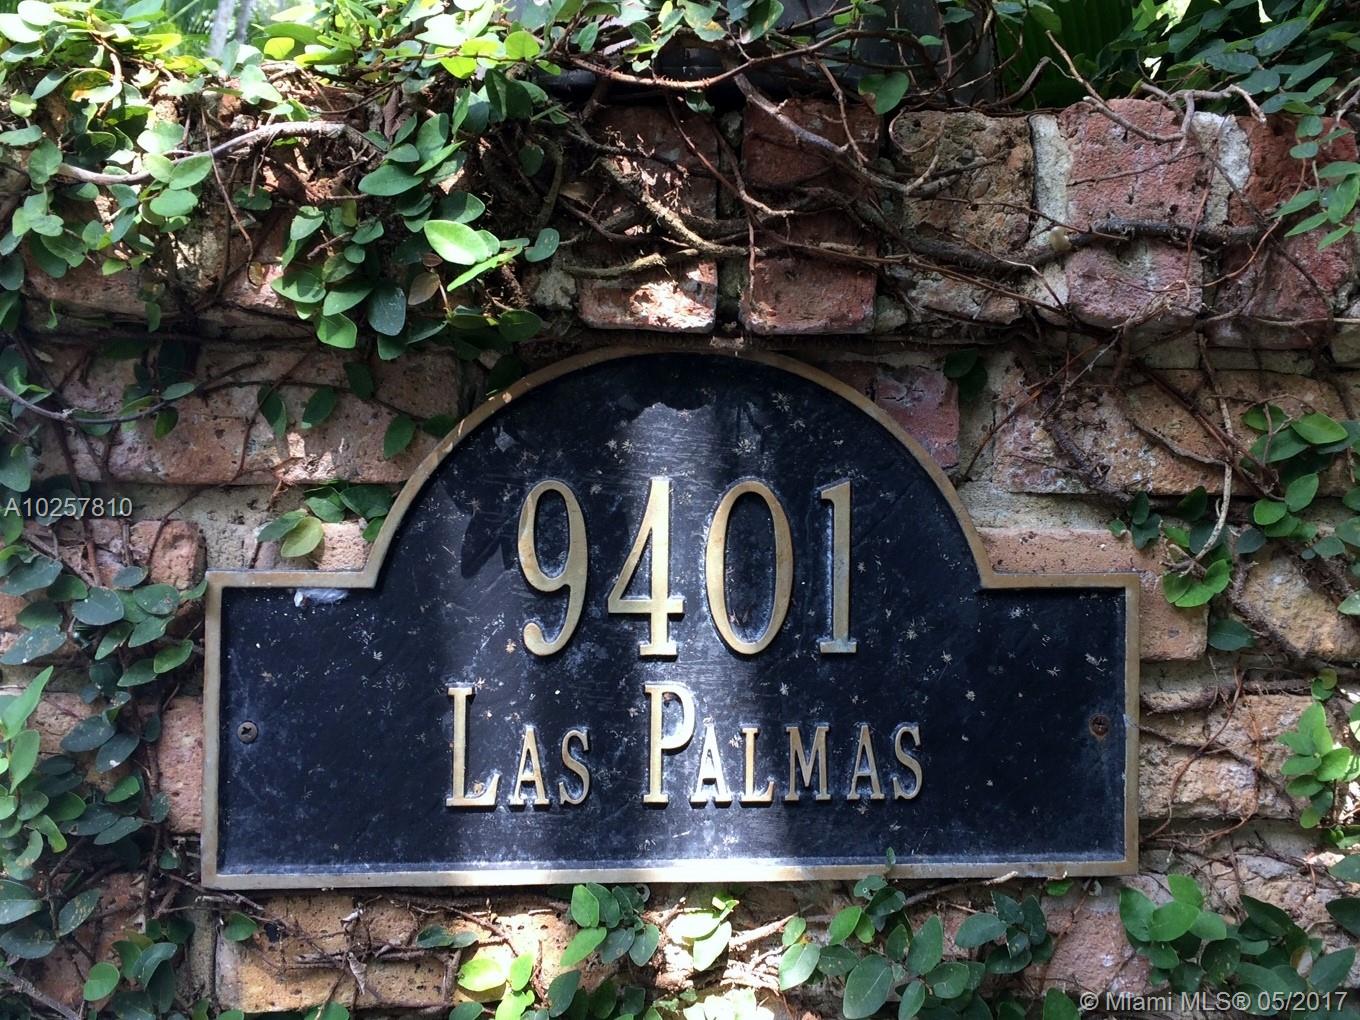 A10257810
9401
LAS PALMAS
© Miami MLS® 05/2017